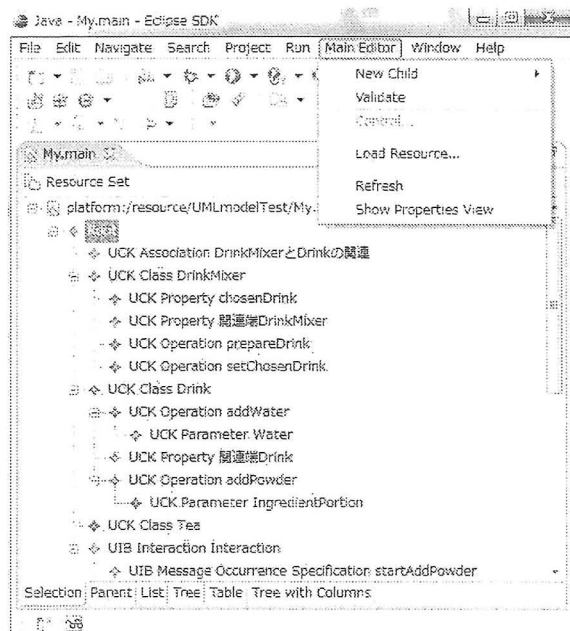 Java - My.main - Eclipse SDK
File Edit Navigate Search Project Run Main Editor Window Help
New Child
Validate
Control...
Load Resource...
Refresh
Show Properties View
My.main
Resource Set
platform:/resource/UMLmodelTest/My.
UCK Association DrinkMixerとDrinkの関連
UCK Class DrinkMixer
UCK Property chosenDrink
UCK Property 関連端DrinkMixer
UCK Operation prepareDrink
UCK Operation setChosenDrink
UCK Class Drink
UCK Operation addWater
UCK Parameter Water
UCK Property 関連端Drink
UCK Operation addPowder
UCK Parameter IngredientPortion
UCK Class Tea
UIB Interaction Interaction
UIB Message Occurrence Specification startAddPowder
Selection Parent List Tree Table Tree with Columns